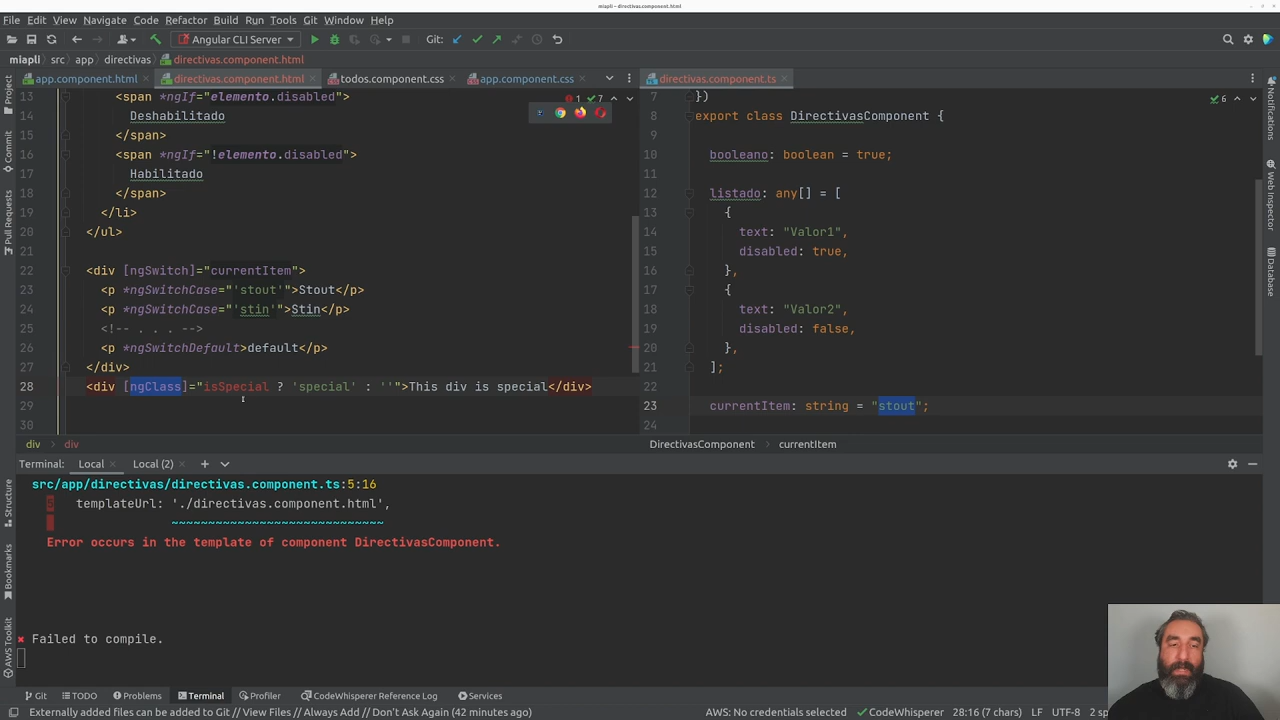 miapli – directivas.component.html
File Edit View Navigate Code Refactor Build Run Tools Git Window Help
Angular CLI Server Git:
miapli src app directivas directivas.component.html
app.component.html directivas.component.html todos.component.css app.component.css directivas.component.ts
Project
Commit
Pull Requests
Structure
Bookmarks
AWS Toolkit
1 7
13 <span *ngIf="elemento.disabled">
14 Deshabilitado
15 </span>
16 <span *ngIf="!elemento.disabled">
17 Habilitado
18 </span>
19 </li>
20 </ul>
21
22 <div [ngSwitch]="currentItem">
23 <p *ngSwitchCase="'stout'">Stout</p>
24 <p *ngSwitchCase="'stin'">Stin</p>
25 <!-- . . . -->
26 <p *ngSwitchDefault>default</p>
27 </div>
28 <div [ngClass]="isSpecial ? 'special' : ''">This div is special</div>
29
30
div div
6
7 })
8 export class DirectivasComponent {
10 booleano: boolean = true;
11
12 listado: any[] = [
13 {
14 text: "Valor1",
15 disabled: true,
16 },
17 {
18 text: "Valor2",
19 disabled: false,
20 },
21 ];
22
23 currentItem: string = "stout";
24
DirectivasComponent currentItem
Notifications
Web Inspector
Database
Terminal: Local Local (2)
src/app/directivas/directivas.component.ts:5:16
5 templateUrl: './directivas.component.html',
~~~~~~~~~~~~~~~~~~~~~~~~~~~~~
Error occurs in the template of component DirectivasComponent.
× Failed to compile.
Git TODO Problems Terminal Profiler CodeWhisperer Reference Log Services
Externally added files can be added to Git // View Files // Always Add // Don't Ask Again (42 minutes ago) AWS: No credentials selected CodeWhisperer 28:16 (7 chars) LF UTF-8 2 sp